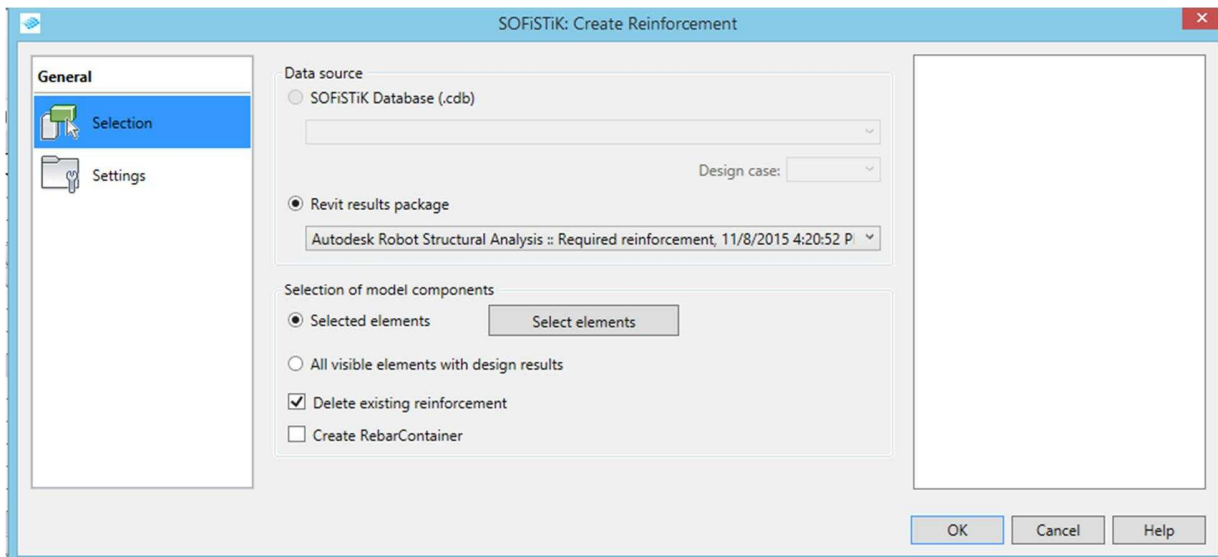 SOFiSTiK: Create Reinforcement
General
Selection
Settings
Data source
SOFiSTiK Database (.cdb)
Design case:
Revit results package
Autodesk Robot Structural Analysis :: Required reinforcement, 11/8/2015 4:20:52 P
Selection of model components
Selected elements
Select elements
All visible elements with design results
Delete existing reinforcement
Create RebarContainer
OK
Cancel
Help